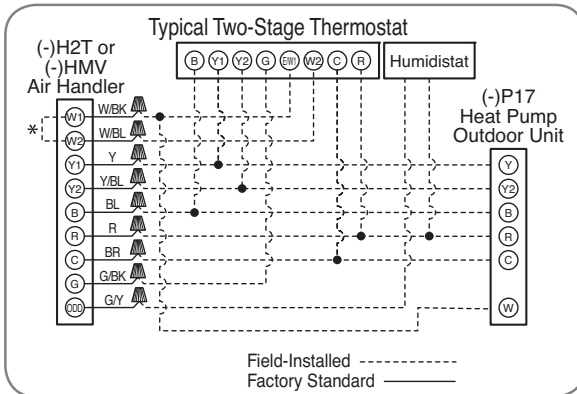 Typical Two-Stage Thermostat
B Y1 Y2 G E/W1 W2 C R
Humidistat
(-)H2T or
(-)HMV
Air Handler
(-)P17
Heat Pump
Outdoor Unit
*
W1 W/BK
W2 W/BL
Y1 Y
Y2 Y/BL
B BL
R R
C BR
G G/BK
ODD G/Y
Y
Y2
B
R
C
W
Field-Installed
Factory Standard